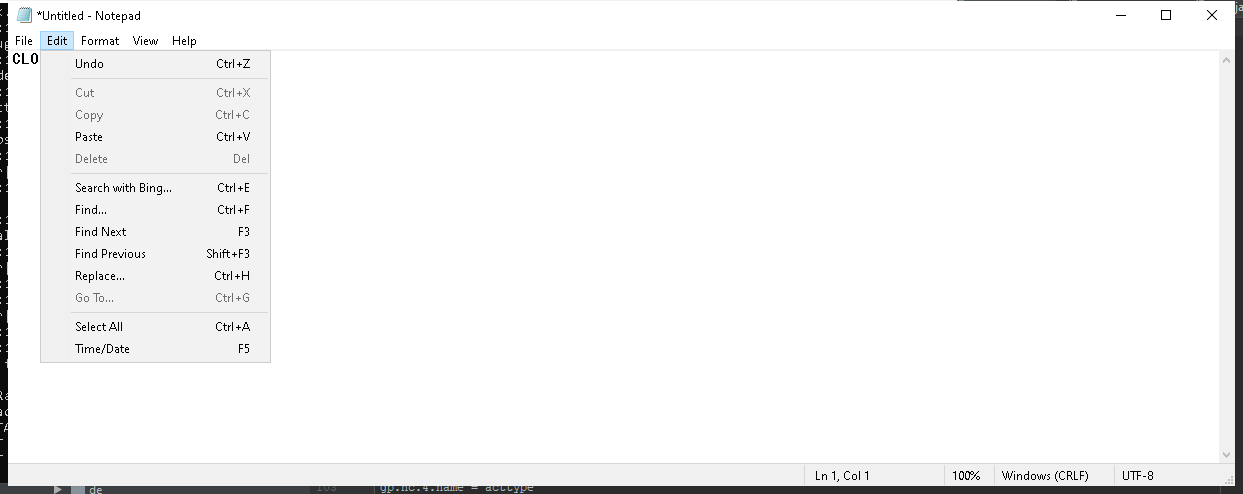 *Untitled - Notepad
File Edit Format View Help
CLO
Undo Ctrl+Z
Cut Ctrl+X
Copy Ctrl+C
Paste Ctrl+V
Delete Del
Search with Bing... Ctrl+E
Find... Ctrl+F
Find Next F3
Find Previous Shift+F3
Replace... Ctrl+H
Go To... Ctrl+G
Select All Ctrl+A
Time/Date F5
Ln 1, Col 1 100% Windows (CRLF) UTF-8
de 103 gp.nc.4.name = acttype